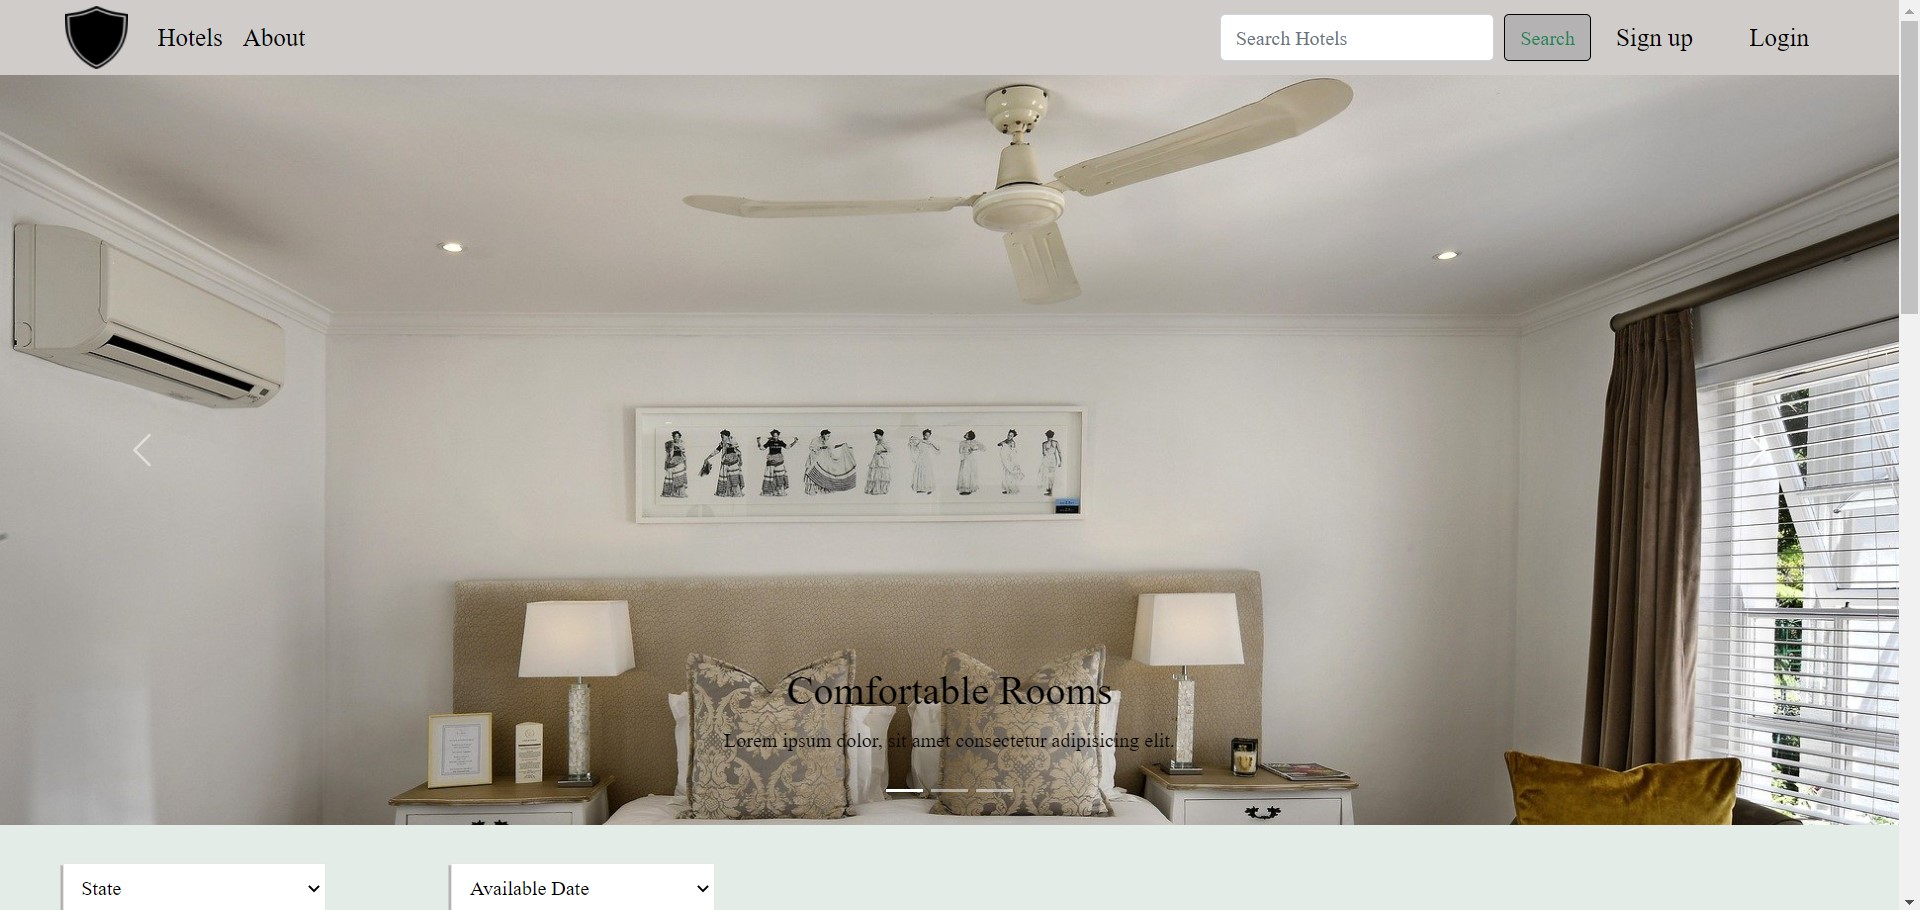 Hotels About
Search Hotels Search Sign up Login
Comfortable Rooms
Lorem ipsum dolor, sit amet consectetur adipisicing elit.
State
Available Date